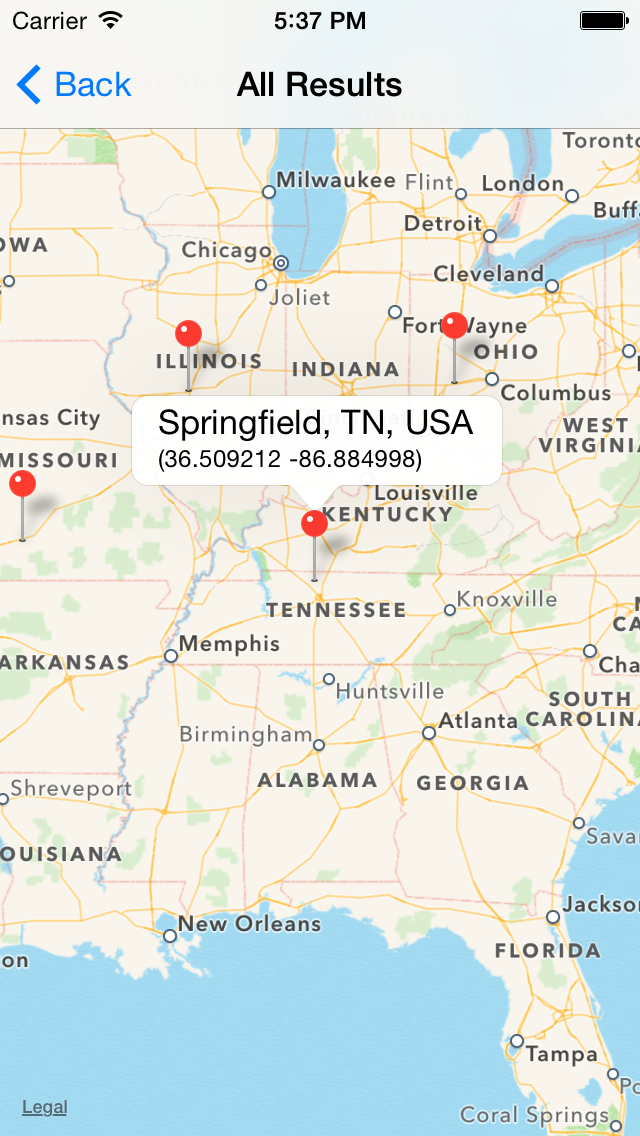 Carrier 5:37 PM
Back All Results
Toronto
Milwaukee Flint London
Buff
Detroit
OWA
Chicago
Cleveland
Joliet
Fort Wayne
ILLINOIS INDIANA OHIO
Columbus
nsas City
Springfield, TN, USA
(36.509212 -86.884998)
WEST
VIRGINIA
MISSOURI
Louisville
KENTUCKY
TENNESSEE Knoxville
CA
Memphis
ARKANSAS Cha
Huntsville
SOUTH
CAROLINA
Birmingham Atlanta
ALABAMA GEORGIA
Shreveport
Sava
OUISIANA
Jackso
New Orleans
FLORIDA
on
Tampa
Po
Legal
Coral Springs